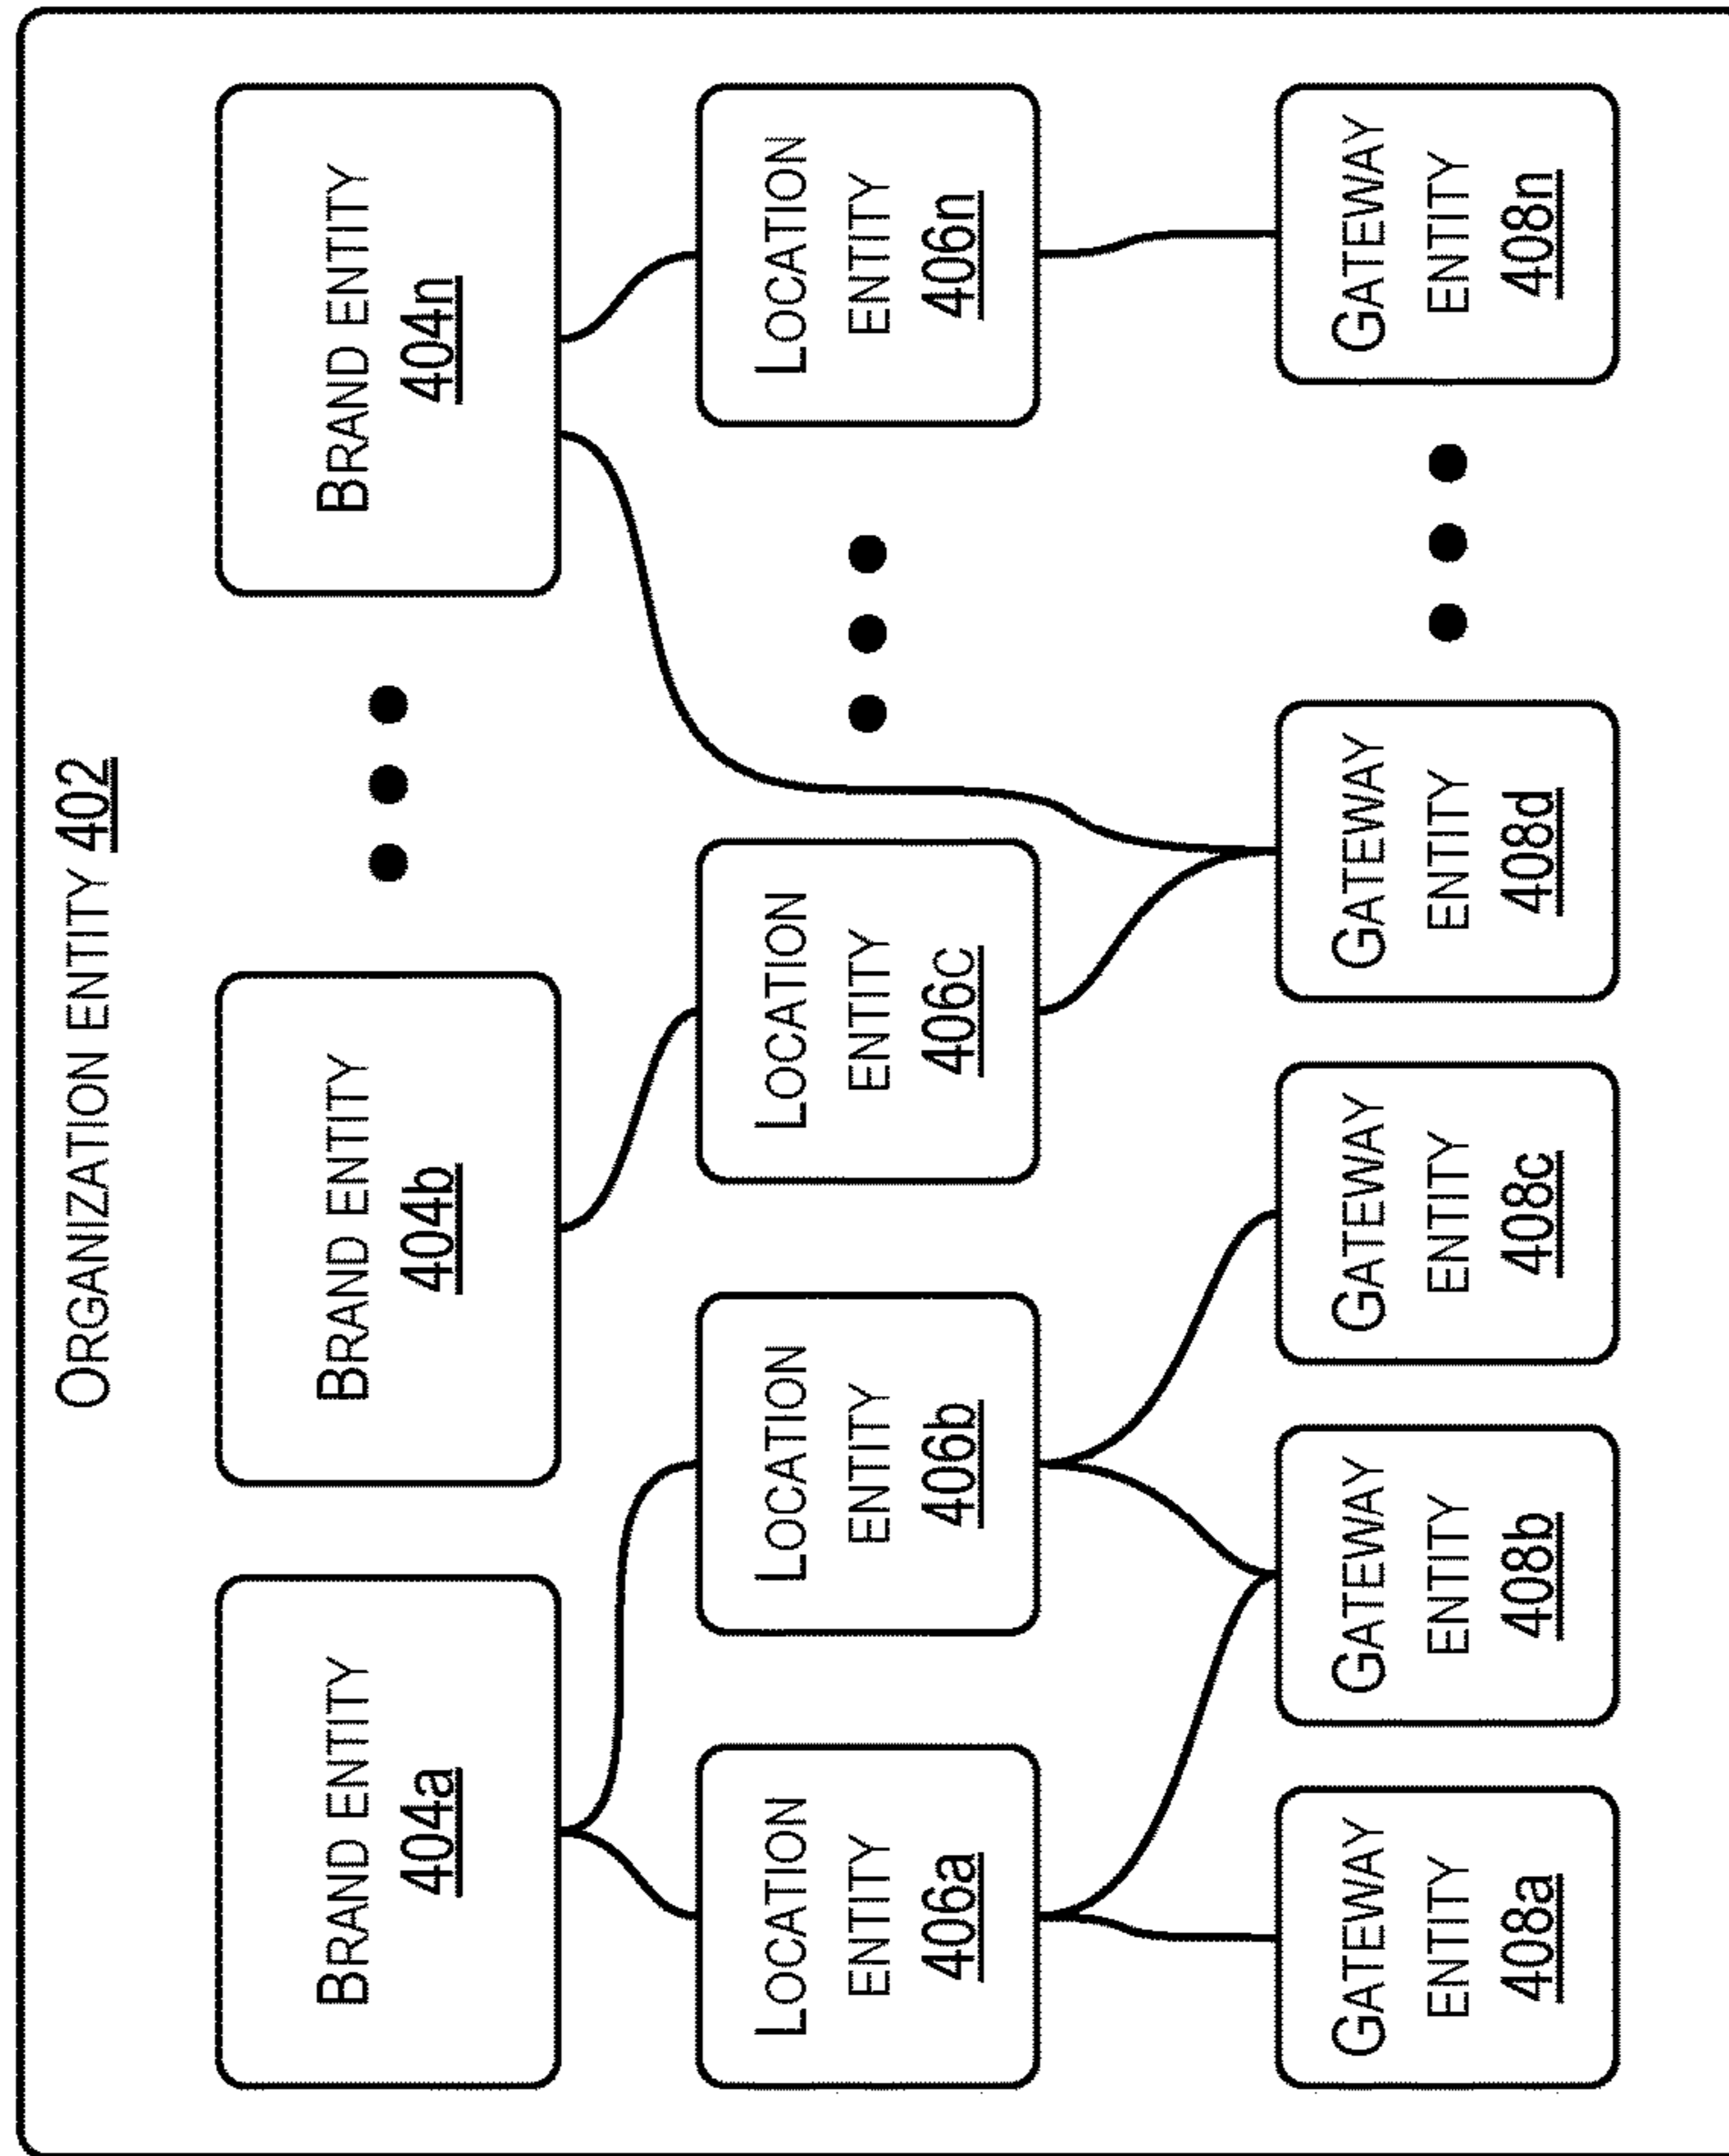 ORGANIZATION ENTITY 402
BRAND ENTITY
404a
BRAND ENTITY
404b
BRAND ENTITY
404n
LOCATION
ENTITY
406a
LOCATION
ENTITY
406b
LOCATION
ENTITY
406c
LOCATION
ENTITY
406n
GATEWAY
ENTITY
408a
GATEWAY
ENTITY
408b
GATEWAY
ENTITY
408c
GATEWAY
ENTITY
408d
GATEWAY
ENTITY
408n